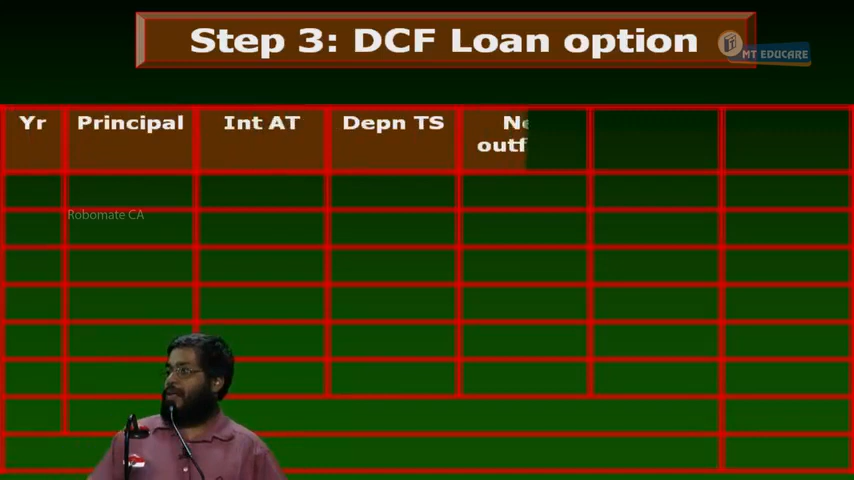 Step 3: DCF Loan option
MT EDUCARE
Yr
Principal
Int AT
Depn TS
Robomate CA